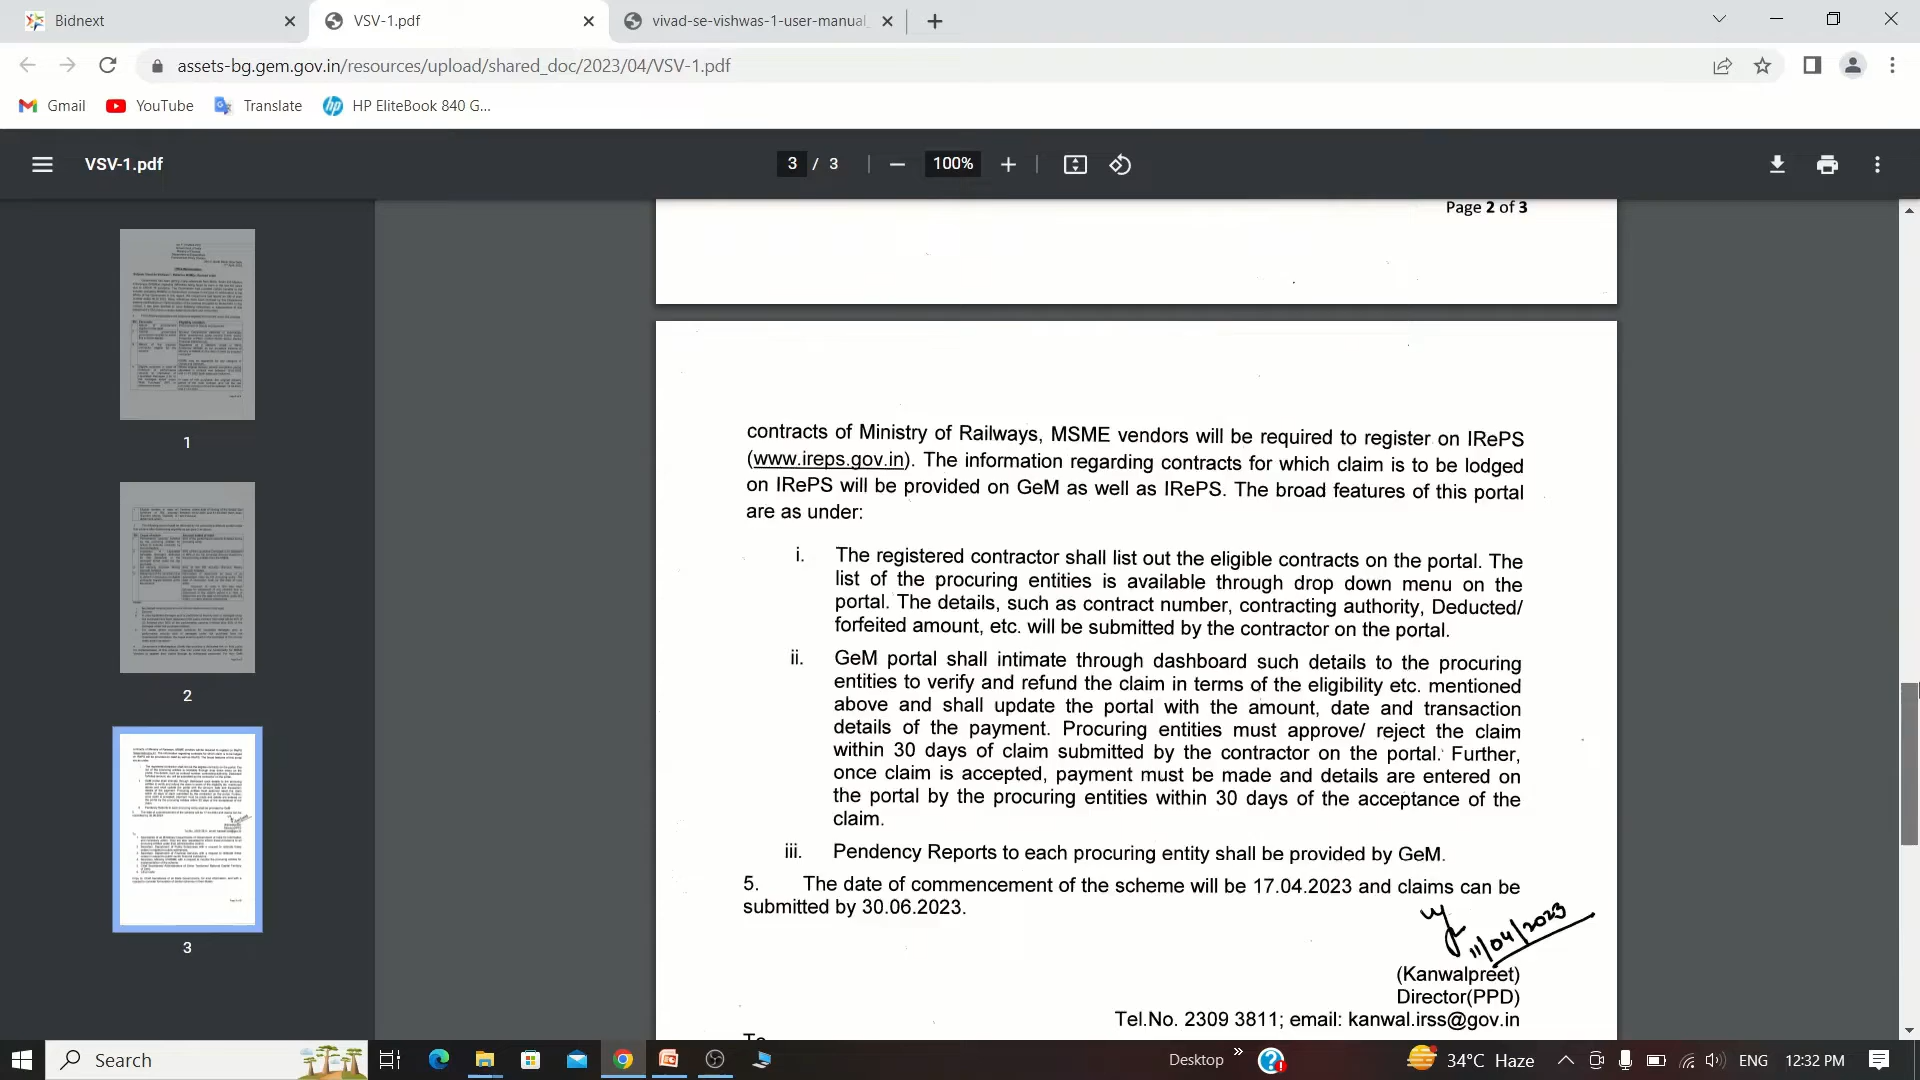 Bidnext
VSV-1.pdf
vivad-se-vishwas-1-user-manual_
assets-bg.gem.gov.in/resources/upload/shared_doc/2023/04/VSV-1.pdf
Gmail
YouTube
Translate
HP EliteBook 840 G...
VSV-1.pdf
3 / 3
100%
1
2
3
Page 2 of 3
contracts of Ministry of Railways, MSME vendors will be required to register on IRePS
(www.ireps.gov.in). The information regarding contracts for which claim is to be lodged
on IRePS will be provided on GeM as well as IRePS. The broad features of this portal
are as under:
i. The registered contractor shall list out the eligible contracts on the portal. The
list of the procuring entities is available through drop down menu on the
portal. The details, such as contract number, contracting authority, Deducted/
forfeited amount, etc. will be submitted by the contractor on the portal.
ii. GeM portal shall intimate through dashboard such details to the procuring
entities to verify and refund the claim in terms of the eligibility etc. mentioned
above and shall update the portal with the amount, date and transaction
details of the payment. Procuring entities must approve/ reject the claim
within 30 days of claim submitted by the contractor on the portal. Further,
once claim is accepted, payment must be made and details are entered on
the portal by the procuring entities within 30 days of the acceptance of the
claim.
iii. Pendency Reports to each procuring entity shall be provided by GeM.
5. The date of commencement of the scheme will be 17.04.2023 and claims can be
submitted by 30.06.2023.
11/04/2023
(Kanwalpreet)
Director(PPD)
Tel.No. 2309 3811; email: kanwal.irss@gov.in
To
Search
Desktop
34°C Haze
ENG
12:32 PM